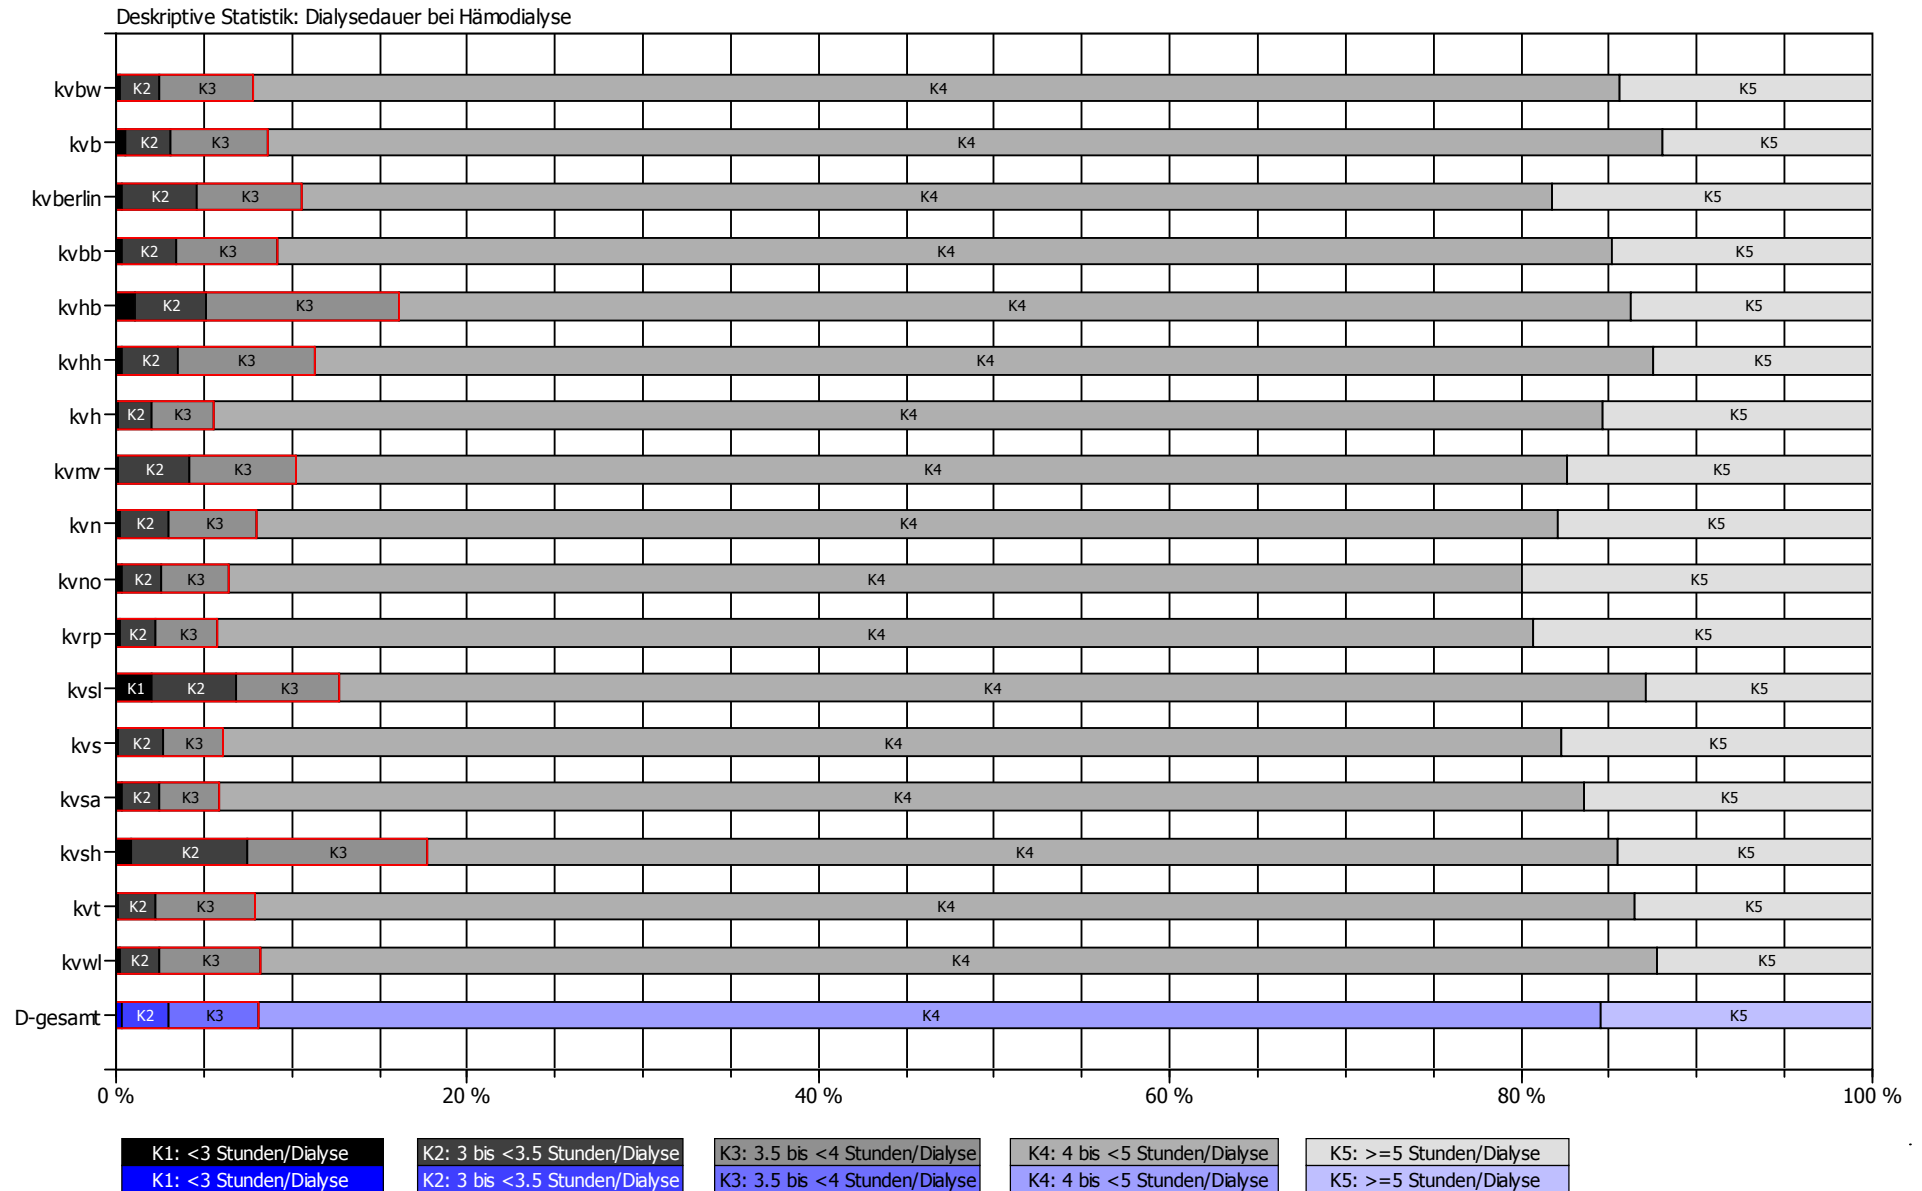 Deskriptive Statistik: Dialysedauer bei Hämodialyse
kvbw K2 K3 K4 K5
kvb K2 K3 K4 K5
kvberlin K2 K3 K4 K5
kvbb K2 K3 K4 K5
kvhb K2 K3 K4 K5
kvhh K2 K3 K4 K5
kvh K2 K3 K4 K5
kvmv K2 K3 K4 K5
kvn K2 K3 K4 K5
kvno K2 K3 K4 K5
kvrp K2 K3 K4 K5
kvsl K1 K2 K3 K4 K5
kvs K2 K3 K4 K5
kvsa K2 K3 K4 K5
kvsh K2 K3 K4 K5
kvt K2 K3 K4 K5
kvwl K2 K3 K4 K5
D-gesamt K2 K3 K4 K5
0 % 20 % 40 % 60 % 80 % 100 %
K1: <3 Stunden/Dialyse K2: 3 bis <3.5 Stunden/Dialyse K3: 3.5 bis <4 Stunden/Dialyse K4: 4 bis <5 Stunden/Dialyse K5: >=5 Stunden/Dialyse
K1: <3 Stunden/Dialyse K2: 3 bis <3.5 Stunden/Dialyse K3: 3.5 bis <4 Stunden/Dialyse K4: 4 bis <5 Stunden/Dialyse K5: >=5 Stunden/Dialyse